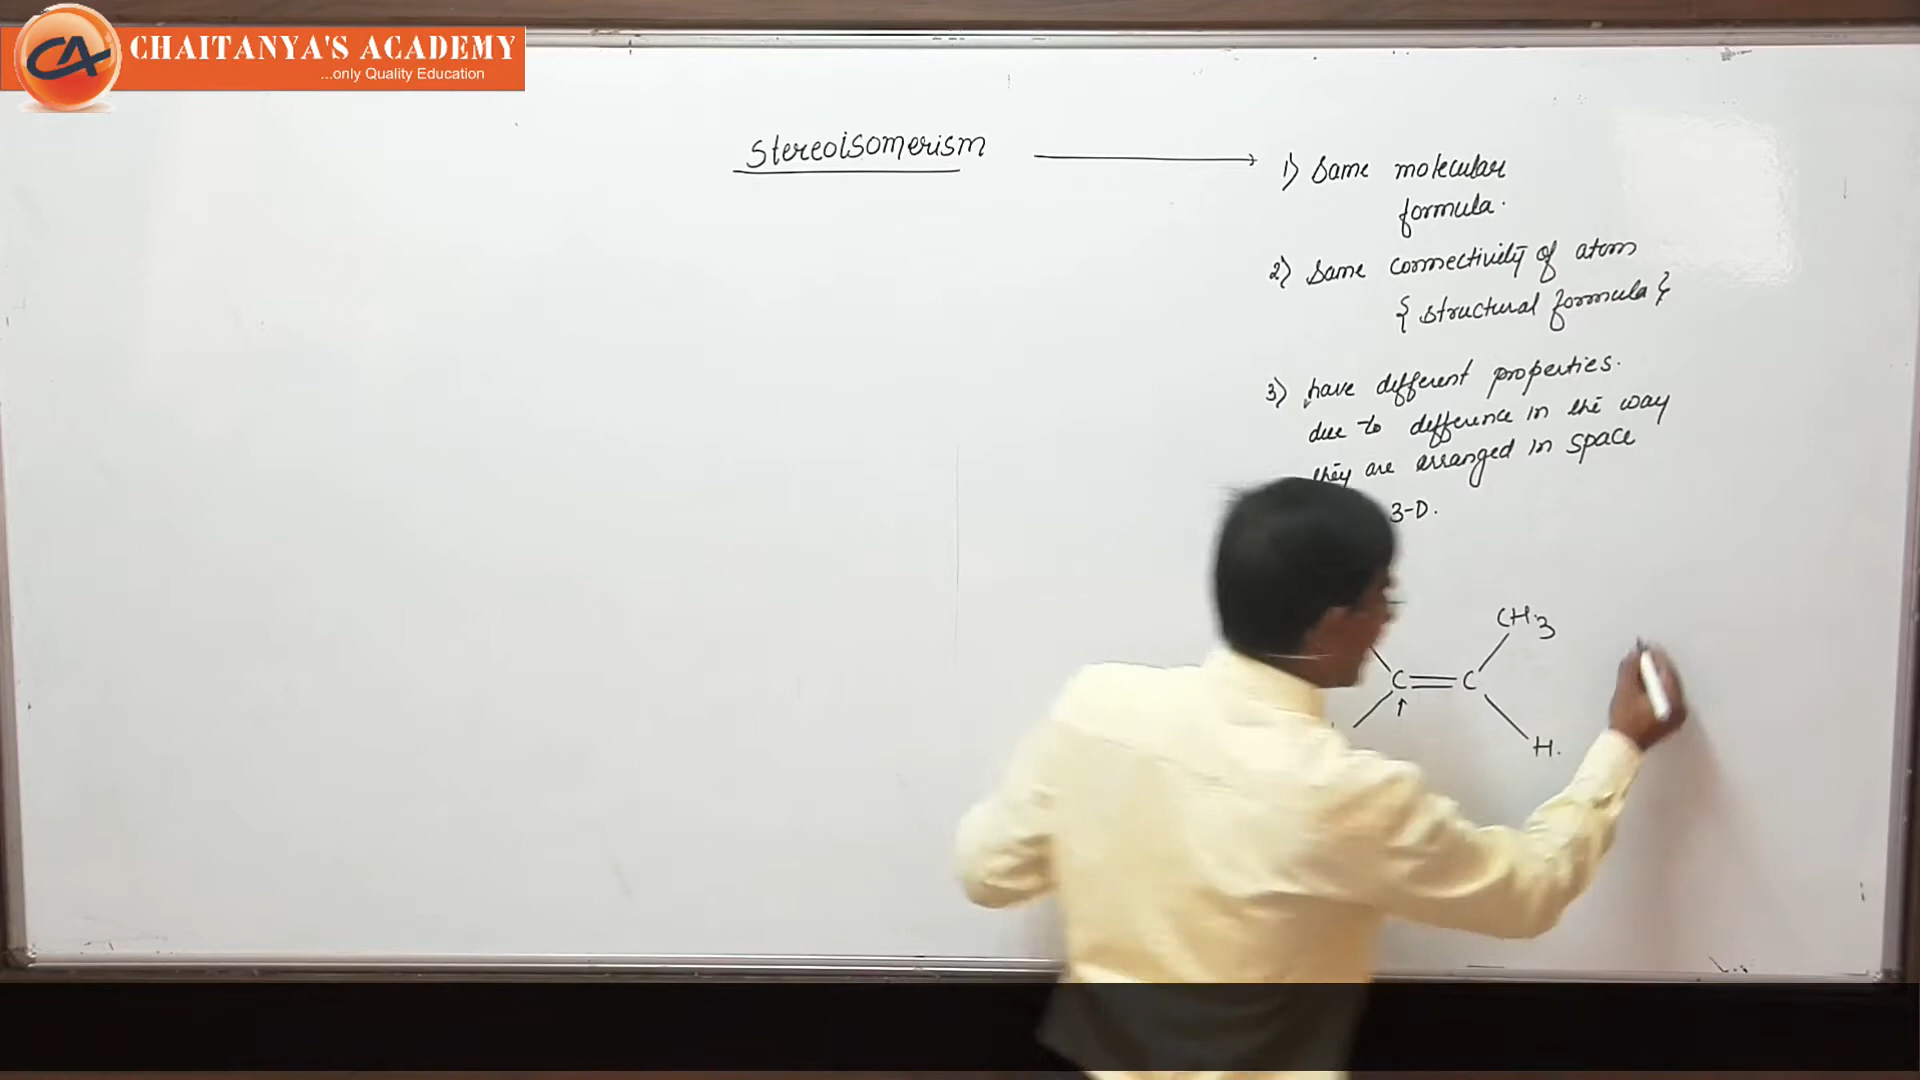 CHAITANYA'S ACADEMY
...only Quality Education
Stereoisomerism
1) Same molecular
formula.
2) Same connectivity of atom
{ structural formula }
3) have different properties.
due to difference in the way
they are arranged in space
3-D.
CH3
C=C
H.